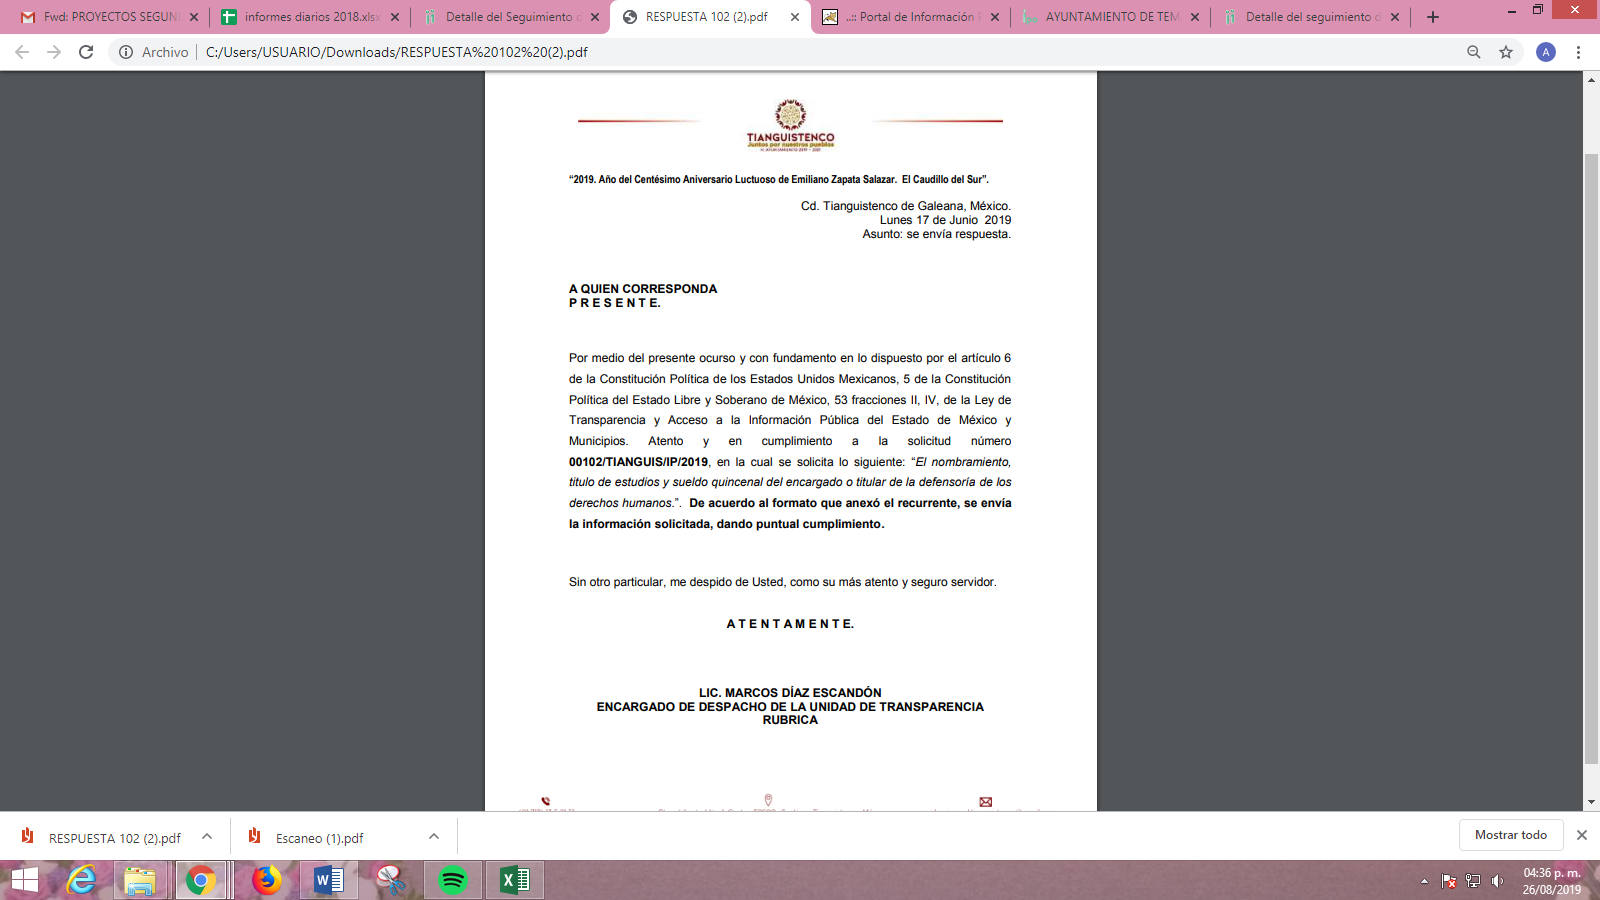 Fwd: PROYECTOS SEGUN
informes diarios 2018.xlsx
Detalle del Seguimiento d
RESPUESTA 102 (2).pdf
..:: Portal de Información
AYUNTAMIENTO DE TEM
Detalle del seguimiento d
Archivo
C:/Users/USUARIO/Downloads/RESPUESTA%20102%20(2).pdf
A
TIANGUISTENCO
Juntos por nuestros pueblos
H. AYUNTAMIENTO 2019 - 2021
“2019. Año del Centésimo Aniversario Luctuoso de Emiliano Zapata Salazar. El Caudillo del Sur”.
Cd. Tianguistenco de Galeana, México.
Lunes 17 de Junio 2019
Asunto: se envía respuesta.
A QUIEN CORRESPONDA
P R E S E N T E.
Por medio del presente ocurso y con fundamento en lo dispuesto por el artículo 6
de la Constitución Política de los Estados Unidos Mexicanos, 5 de la Constitución
Política del Estado Libre y Soberano de México, 53 fracciones II, IV, de la Ley de
Transparencia y Acceso a la Información Pública del Estado de México y
Municipios. Atento y en cumplimiento a la solicitud número
00102/TIANGUIS/IP/2019, en la cual se solicita lo siguiente: “El nombramiento,
titulo de estudios y sueldo quincenal del encargado o titular de la defensoría de los
derechos humanos.”. De acuerdo al formato que anexó el recurrente, se envía
la información solicitada, dando puntual cumplimiento.
Sin otro particular, me despido de Usted, como su más atento y seguro servidor.
A T E N T A M E N T E.
LIC. MARCOS DÍAZ ESCANDÓN
ENCARGADO DE DESPACHO DE LA UNIDAD DE TRANSPARENCIA
RUBRICA
RESPUESTA 102 (2).pdf
Escaneo (1).pdf
Mostrar todo
04:36 p. m.
26/08/2019